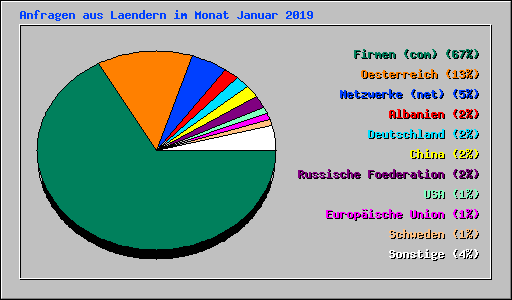 Anfragen aus Laendern im Monat Januar 2019
Firmen (com) (67%)
Oesterreich (13%)
Netzwerke (net) (5%)
Albanien (2%)
Deutschland (2%)
China (2%)
Russische Foederation (2%)
USA (1%)
Europäische Union (1%)
Schweden (1%)
Sonstige (4%)